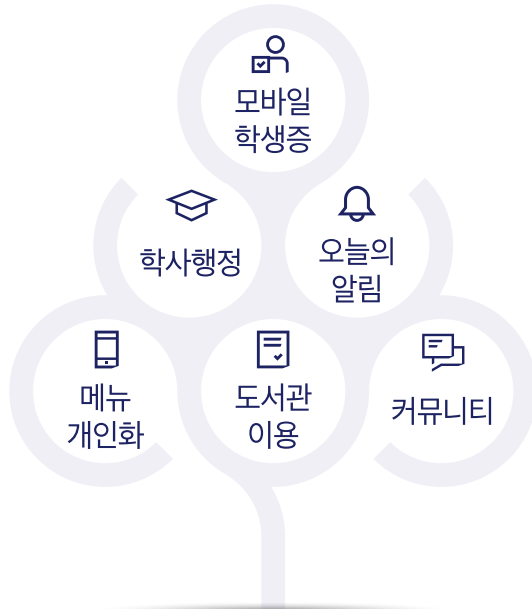 모바일
학생증
학사행정
오늘의
알림
메뉴
개인화
도서관
이용
커뮤니티